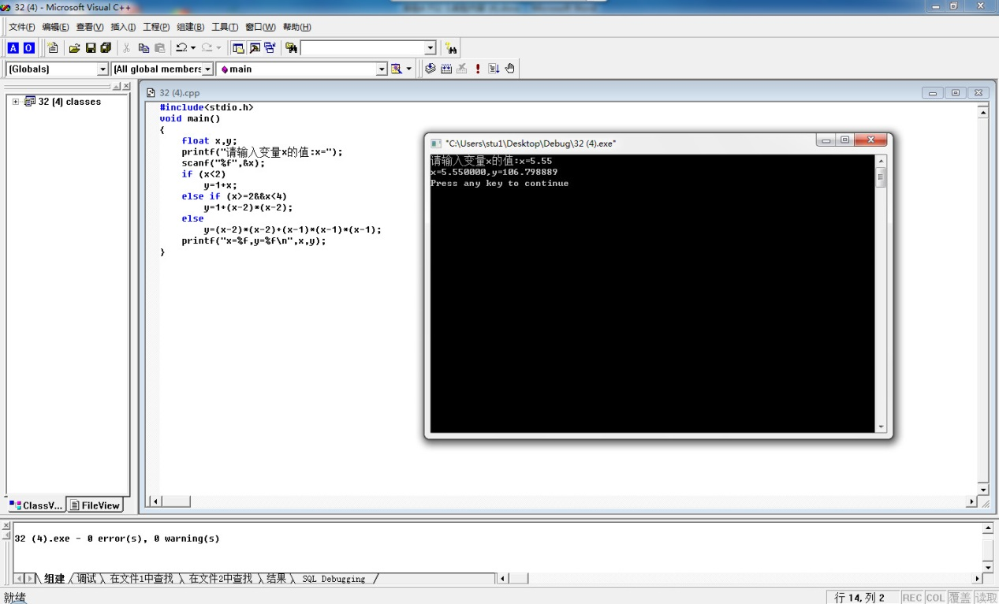 32 (4) - Microsoft Visual C++
文件(F) 编辑(E) 查看(V) 插入(I) 工程(P) 组建(B) 工具(T) 窗口(W) 帮助(H)
A O
(Globals) (All global members main
32 (4) classes
32 (4).cpp
#include<stdio.h>
void main()
{
float x,y;
printf("请输入变量x的值:x=");
scanf("%f",&x);
if (x<2)
y=1+x;
else if (x>=2&&x<4)
y=1+(x-2)*(x-2);
else
y=(x-2)*(x-2)+(x-1)*(x-1)*(x-1);
printf("x=%f,y=%f\n",x,y);
}
"C:\Users\stu1\Desktop\Debug\32 (4).exe"
请输入变量x的值:x=5.55
x=5.550000,y=106.798889
Press any key to continue
ClassV... FileView
32 (4).exe - 0 error(s), 0 warning(s)
组建 调试 在文件1中查找 在文件2中查找 结果 SQL Debugging
就绪 行 14, 列 2 REC COL 覆盖 读取